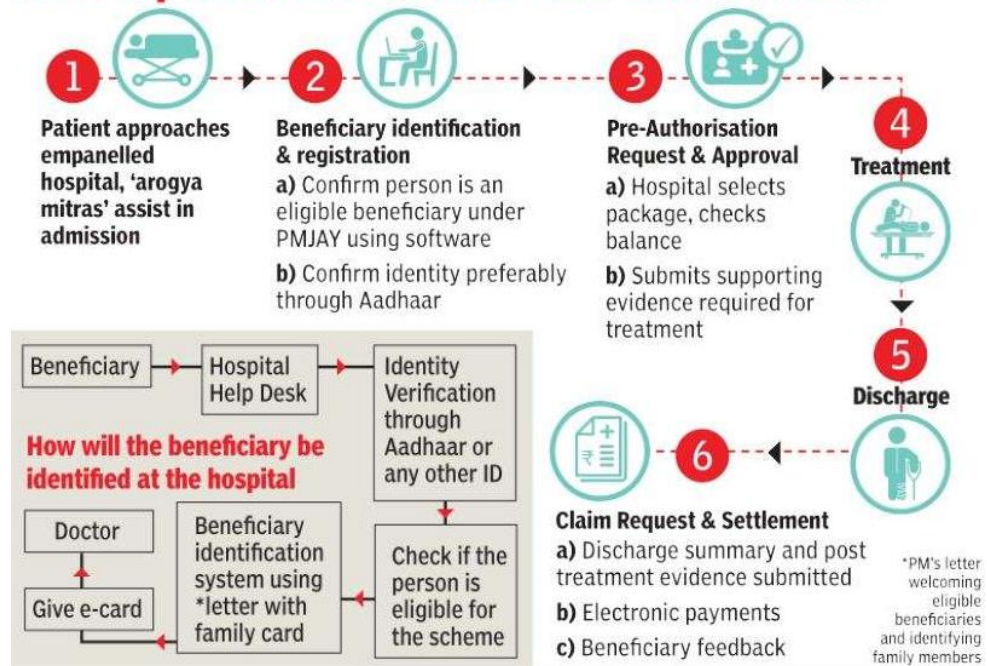 1
Patient approaches
empanelled
hospital, ‘arogya
mitras’ assist in
admission
2
Beneficiary identification
& registration
a) Confirm person is an
eligible beneficiary under
PMJAY using software
b) Confirm identity preferably
through Aadhaar
3
Pre-Authorisation
Request & Approval
a) Hospital selects
package, checks
balance
b) Submits supporting
evidence required for
treatment
4
Treatment
5
Discharge
6
₹
Claim Request & Settlement
a) Discharge summary and post
treatment evidence submitted
b) Electronic payments
c) Beneficiary feedback
*PM's letter
welcoming
eligible
beneficiaries
and identifying
family members
How will the beneficiary be
identified at the hospital
Beneficiary
Hospital
Help Desk
Identity
Verification
through
Aadhaar or
any other ID
Check if the
person is
eligible for
the scheme
Beneficiary
identification
system using
*letter with
family card
Give e-card
Doctor